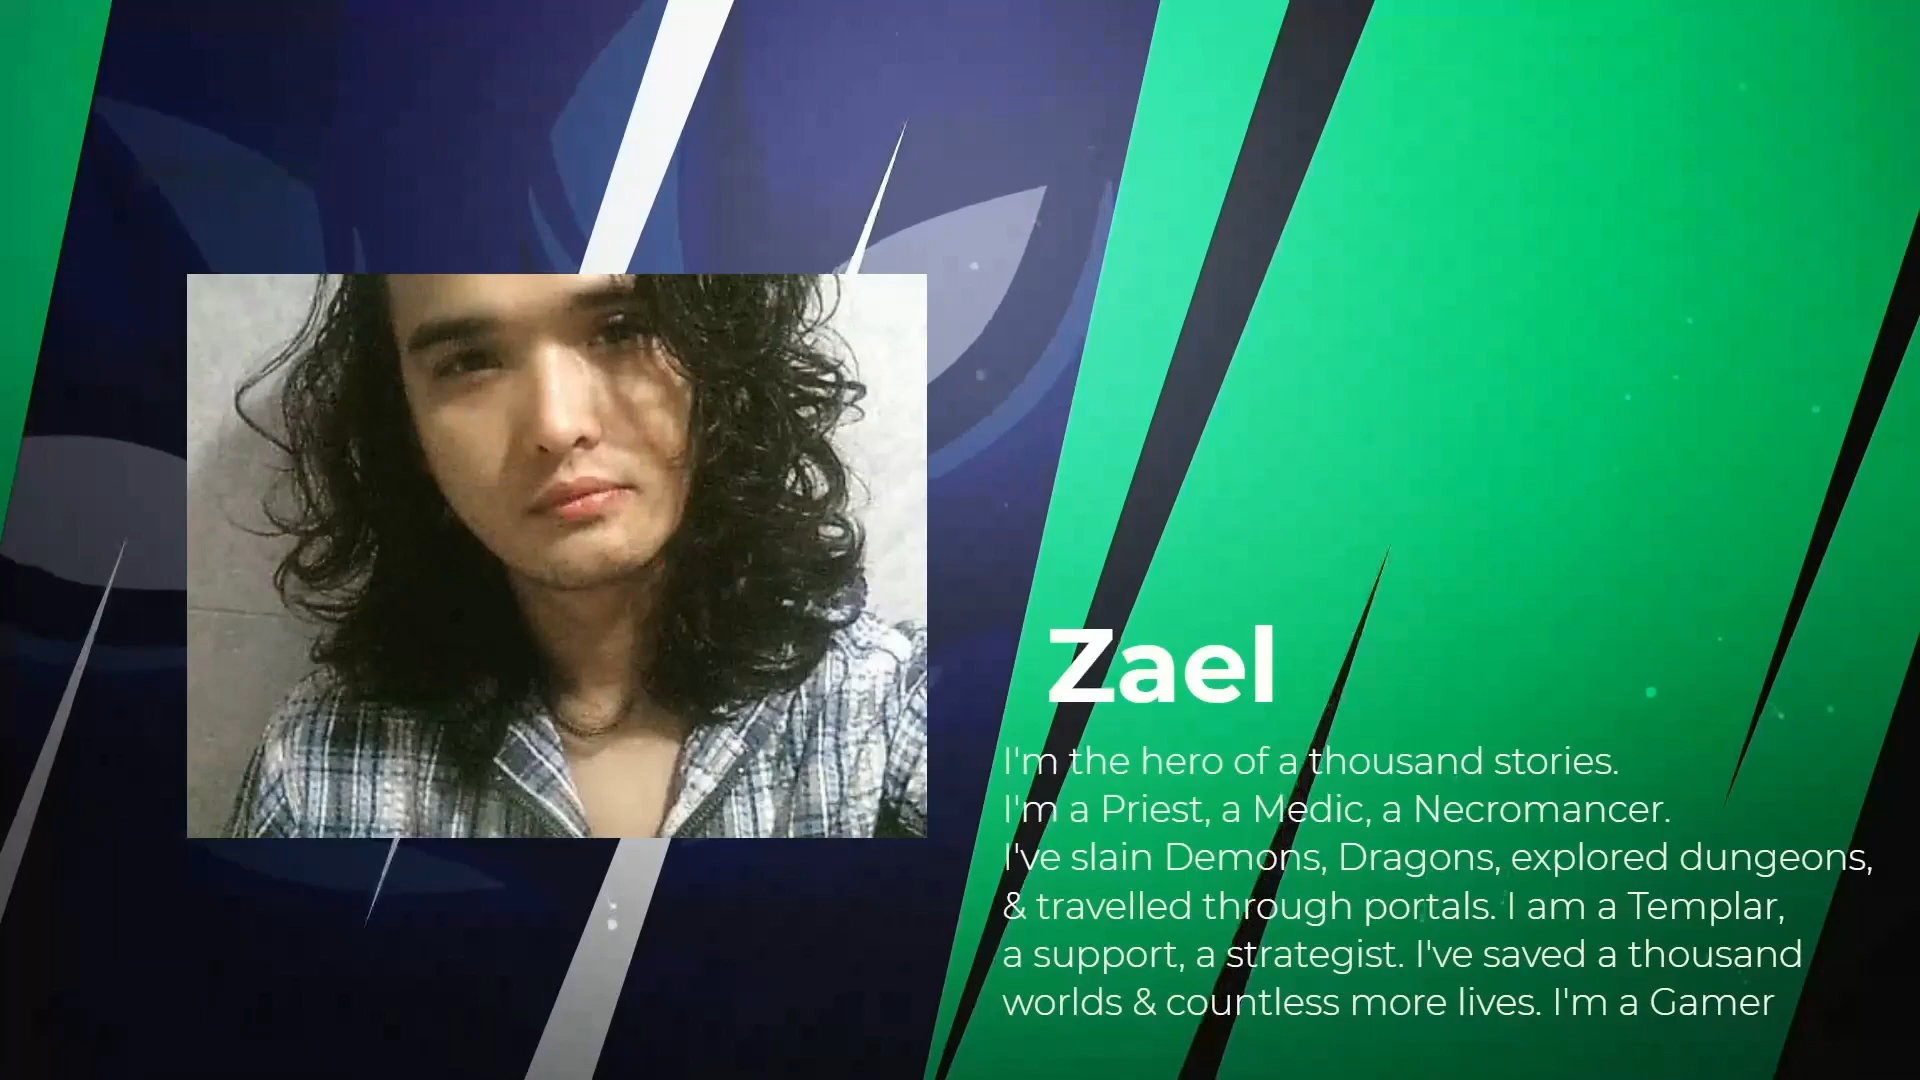 Zael
I'm the hero of a thousand stories.
I'm a Priest, a Medic, a Necromancer.
I've slain Demons, Dragons, explored dungeons,
& travelled through portals. I am a Templar,
a support, a strategist. I've saved a thousand
worlds & countless more lives. I'm a Gamer